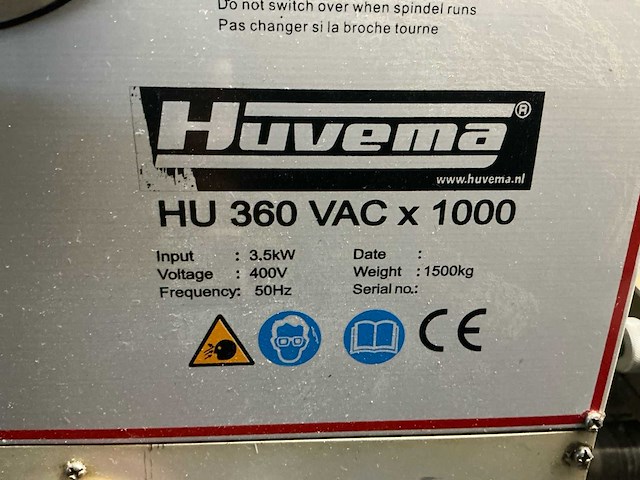 Do not switch over when spindel runs
Pas changer si la broche tourne
Huvema®
www.huvema.nl
HU 360 VAC x 1000
Input : 3.5kW Date :
Voltage : 400V Weight : 1500kg
Frequency: 50Hz Serial no.:
CE